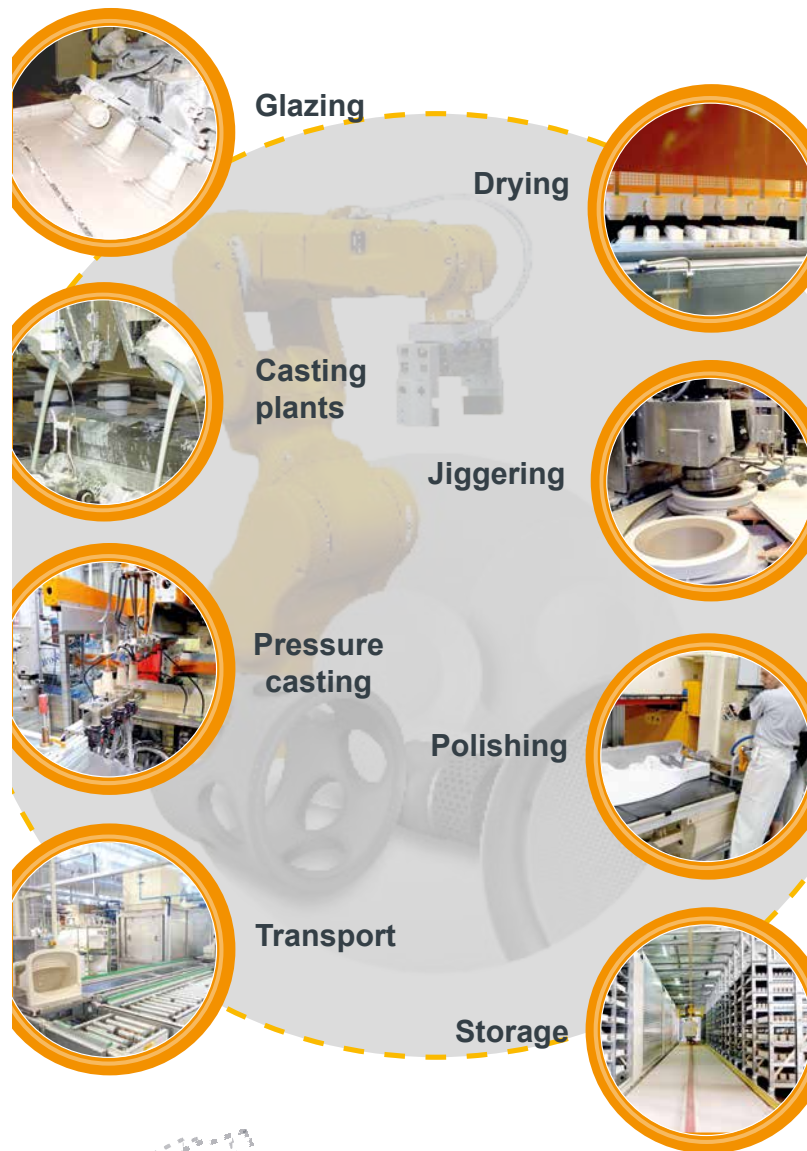 Glazing
Drying
Casting
plants
Jiggering
Pressure
casting
Polishing
Transport
Storage